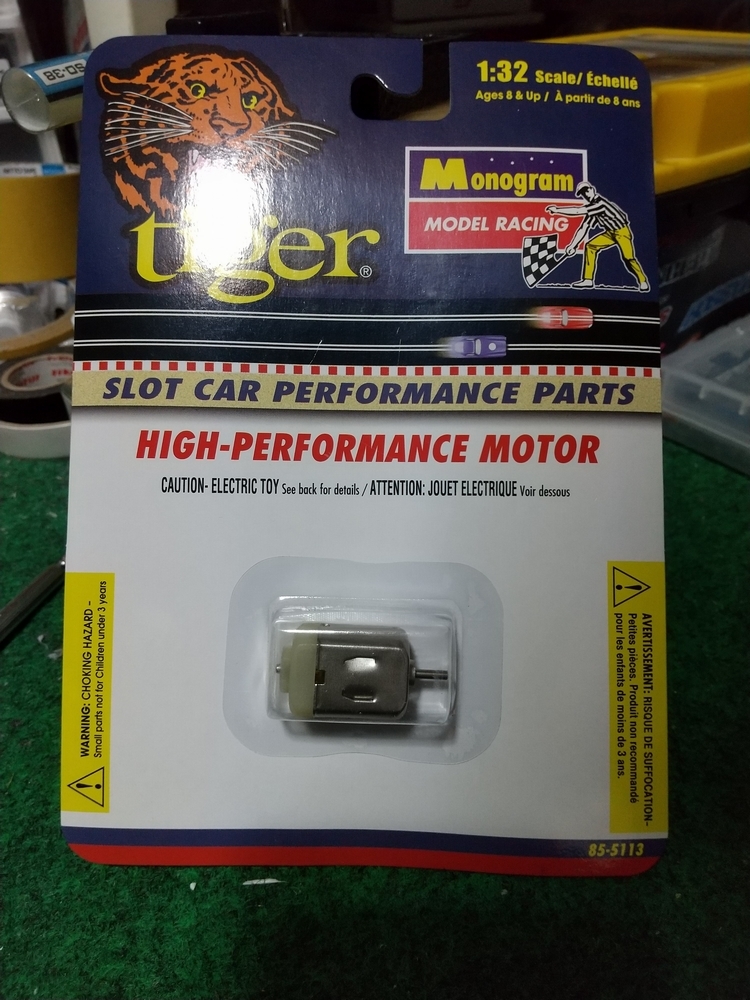 1:32 Scale/ Échellé
Ages 8 & Up / À partir de 8 ans
Monogram
MODEL RACING
tiger®
SLOT CAR PERFORMANCE PARTS
HIGH-PERFORMANCE MOTOR
CAUTION- ELECTRIC TOY See back for details / ATTENTION: JOUET ELECTRIQUE Voir dessous
WARNING: CHOKING HAZARD -
Small parts not for Children under 3 years
AVERTISSEMENT: RISQUE DE SUFFOCATION-
Petites pièces. Produit non recommandé
pour les enfants de moins de 3 ans.
85-5113